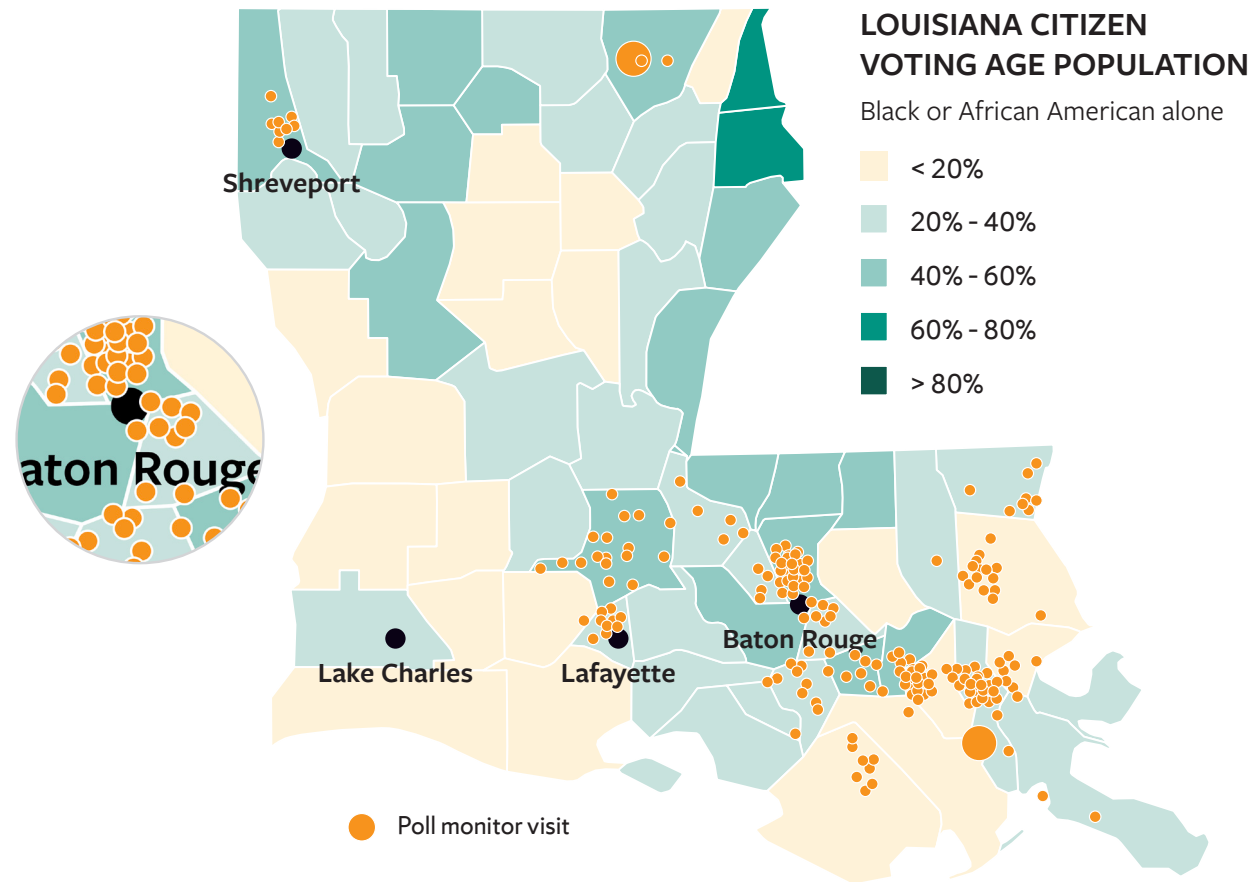 LOUISIANA CITIZEN
VOTING AGE POPULATION
Black or African American alone
< 20%
20% - 40%
40% - 60%
60% - 80%
> 80%
Shreveport
aton Rouge
Baton Rouge
Lake Charles
Lafayette
Poll monitor visit